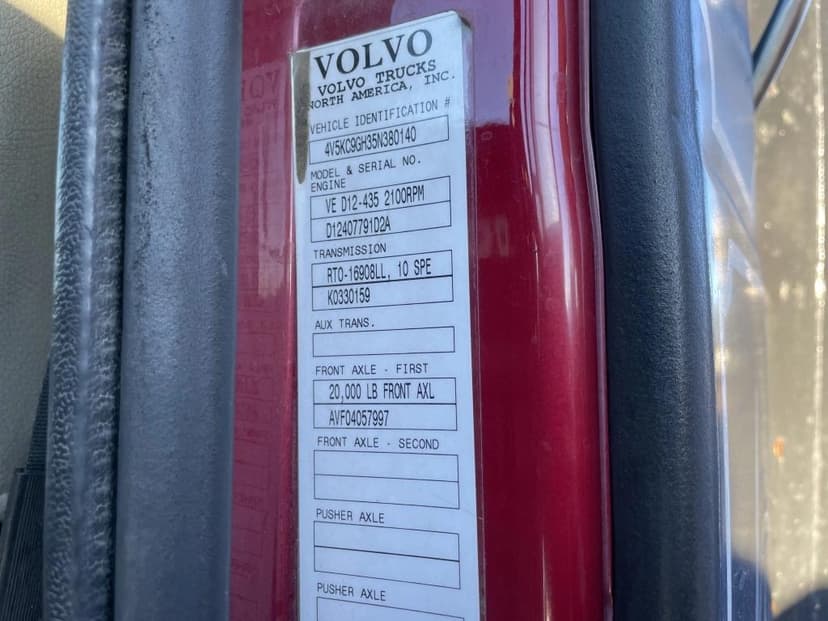 VOLVO
VOLVO TRUCKS
NORTH AMERICA, INC.
VEHICLE IDENTIFICATION #
4V5KC9GH35N380140
MODEL & SERIAL NO.
ENGINE
VE D12-435 2100RPM
D12407791D2A
TRANSMISSION
RTO-16908LL, 10 SPE
K0330159
AUX TRANS.
FRONT AXLE - FIRST
20,000 LB FRONT AXL
AVF04057997
FRONT AXLE - SECOND
PUSHER AXLE
PUSHER AXLE